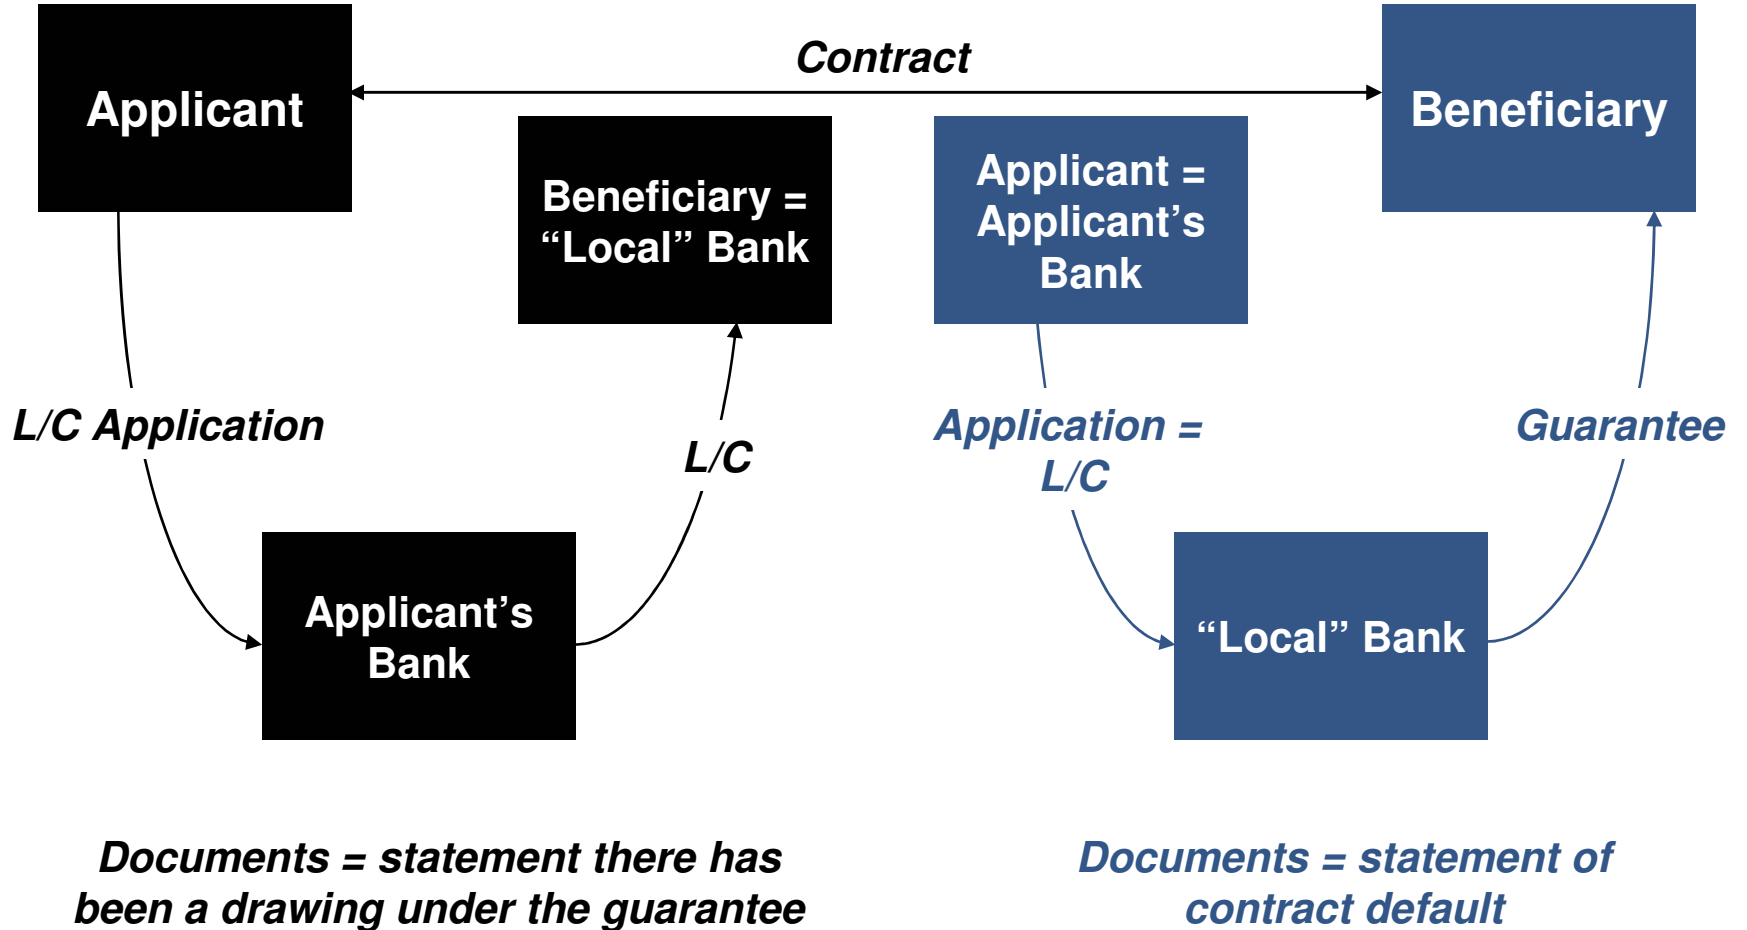 Contract
Applicant
Beneficiary
Beneficiary =
“Local” Bank
Applicant =
Applicant’s
Bank
L/C Application
L/C
Application =
L/C
Guarantee
Applicant’s
Bank
“Local” Bank
Documents = statement there has
been a drawing under the guarantee
Documents = statement of
contract default